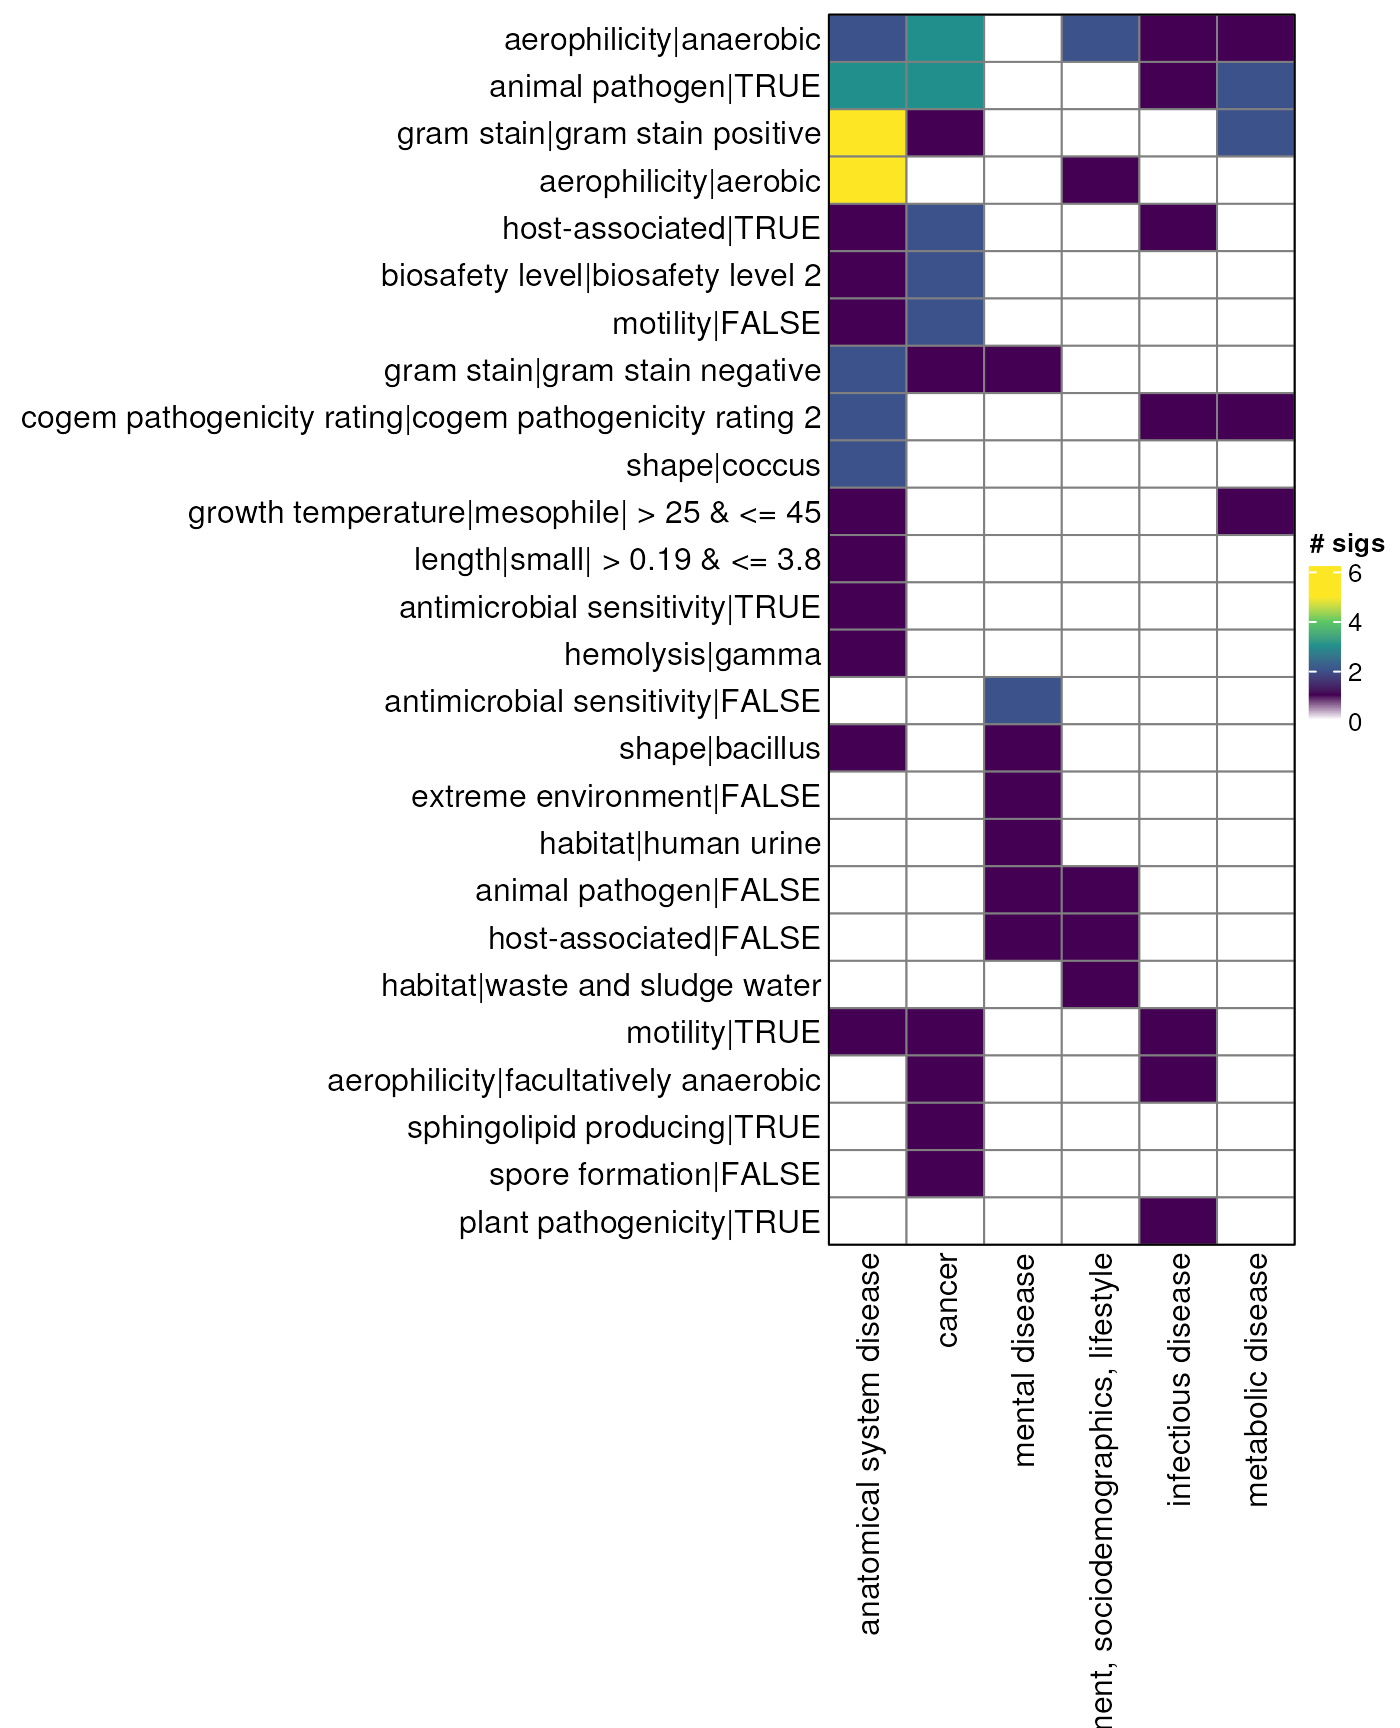 aerophilicity|anaerobic
animal pathogen|TRUE
gram stain|gram stain positive
aerophilicity|aerobic
host-associated|TRUE
biosafety level|biosafety level 2
motility|FALSE
gram stain|gram stain negative
cogem pathogenicity rating|cogem pathogenicity rating 2
shape|coccus
growth temperature|mesophile| > 25 & <= 45
length|small| > 0.19 & <= 3.8
antimicrobial sensitivity|TRUE
hemolysis|gamma
antimicrobial sensitivity|FALSE
shape|bacillus
extreme environment|FALSE
habitat|human urine
animal pathogen|FALSE
host-associated|FALSE
habitat|waste and sludge water
motility|TRUE
aerophilicity|facultatively anaerobic
sphingolipid producing|TRUE
spore formation|FALSE
plant pathogenicity|TRUE
# sigs
6
4
2
0
anatomical system disease
cancer
mental disease
sociodemographics, lifestyle
infectious disease
metabolic disease